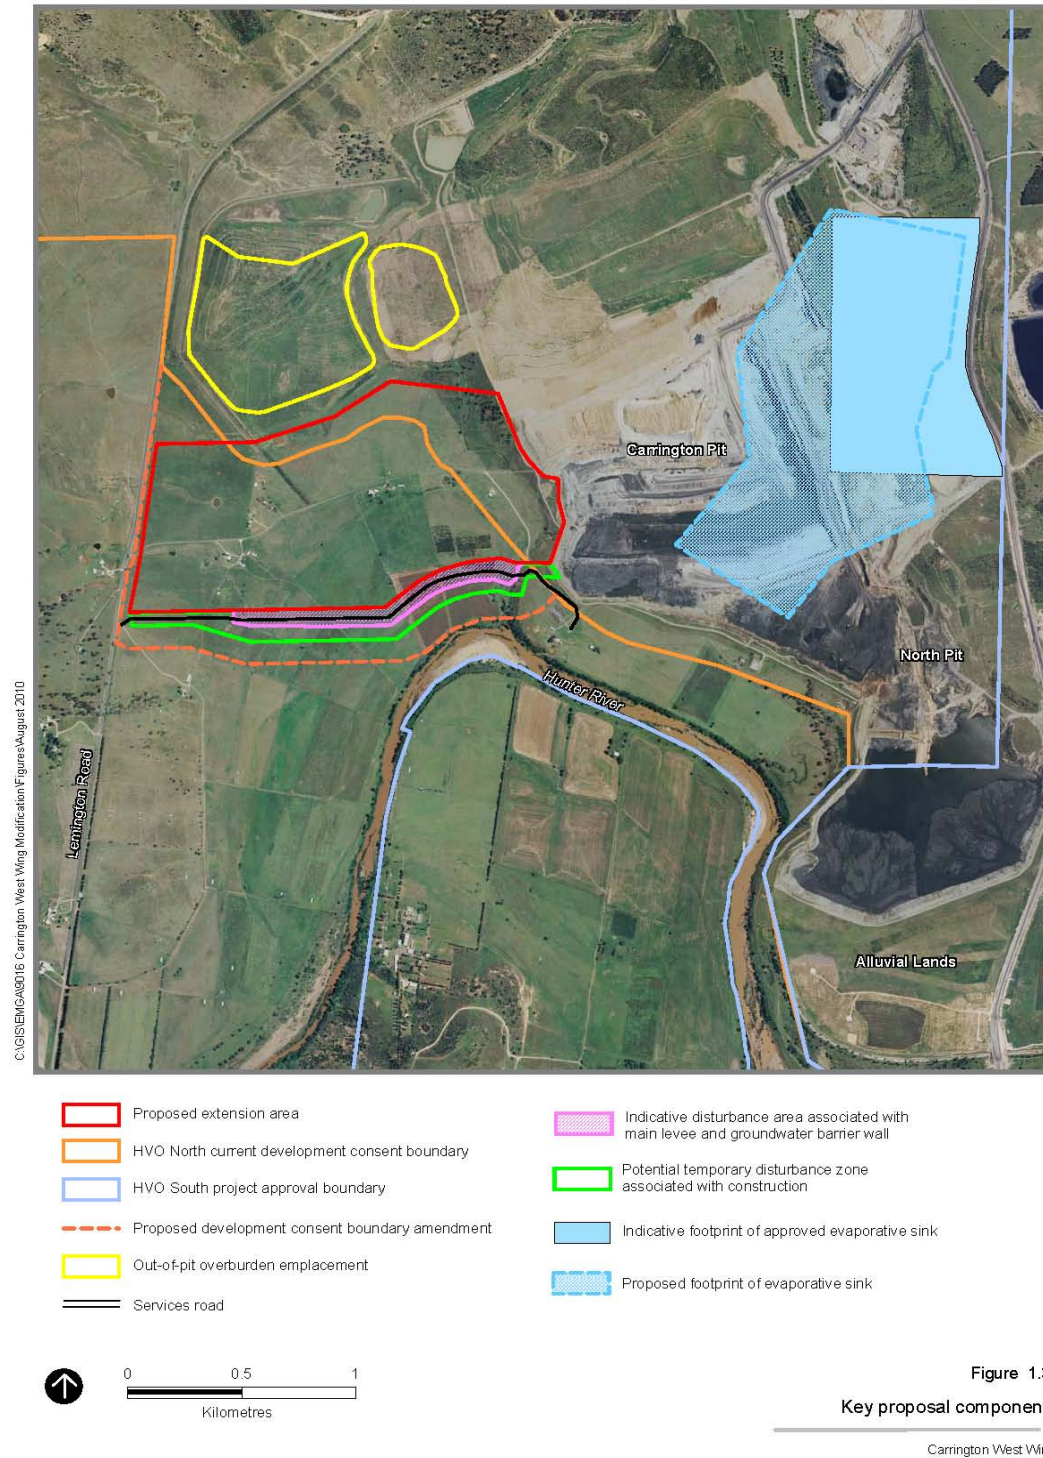 Carrington Pit
North Pit
Hunter River
Lemington Road
Alluvial Lands
C:\GIS\EMGA\9016 Carrington West Wing Modification\Figures\August 2010
Proposed extension area
HVO North current development consent boundary
HVO South project approval boundary
Proposed development consent boundary amendment
Out-of-pit overburden emplacement
Services road
Indicative disturbance area associated with
main levee and groundwater barrier wall
Potential temporary disturbance zone
associated with construction
Indicative footprint of approved evaporative sink
Proposed footprint of evaporative sink
0 0.5 1
Kilometres
Figure 1.
Key proposal componen
Carrington West Wi